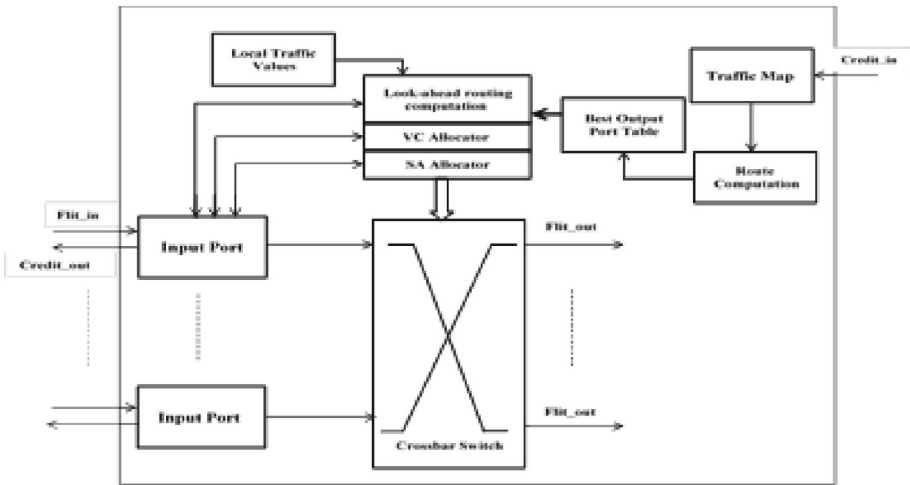 Local Traffic
Values
Look-ahead routing
computation
VC Allocator
SA Allocator
Best Output
Port Table
Traffic Map
Credit_in
Route
Computation
Flit_in
Credit_out
Input Port
Flit_out
Input Port
Flit_out
Crossbar Switch